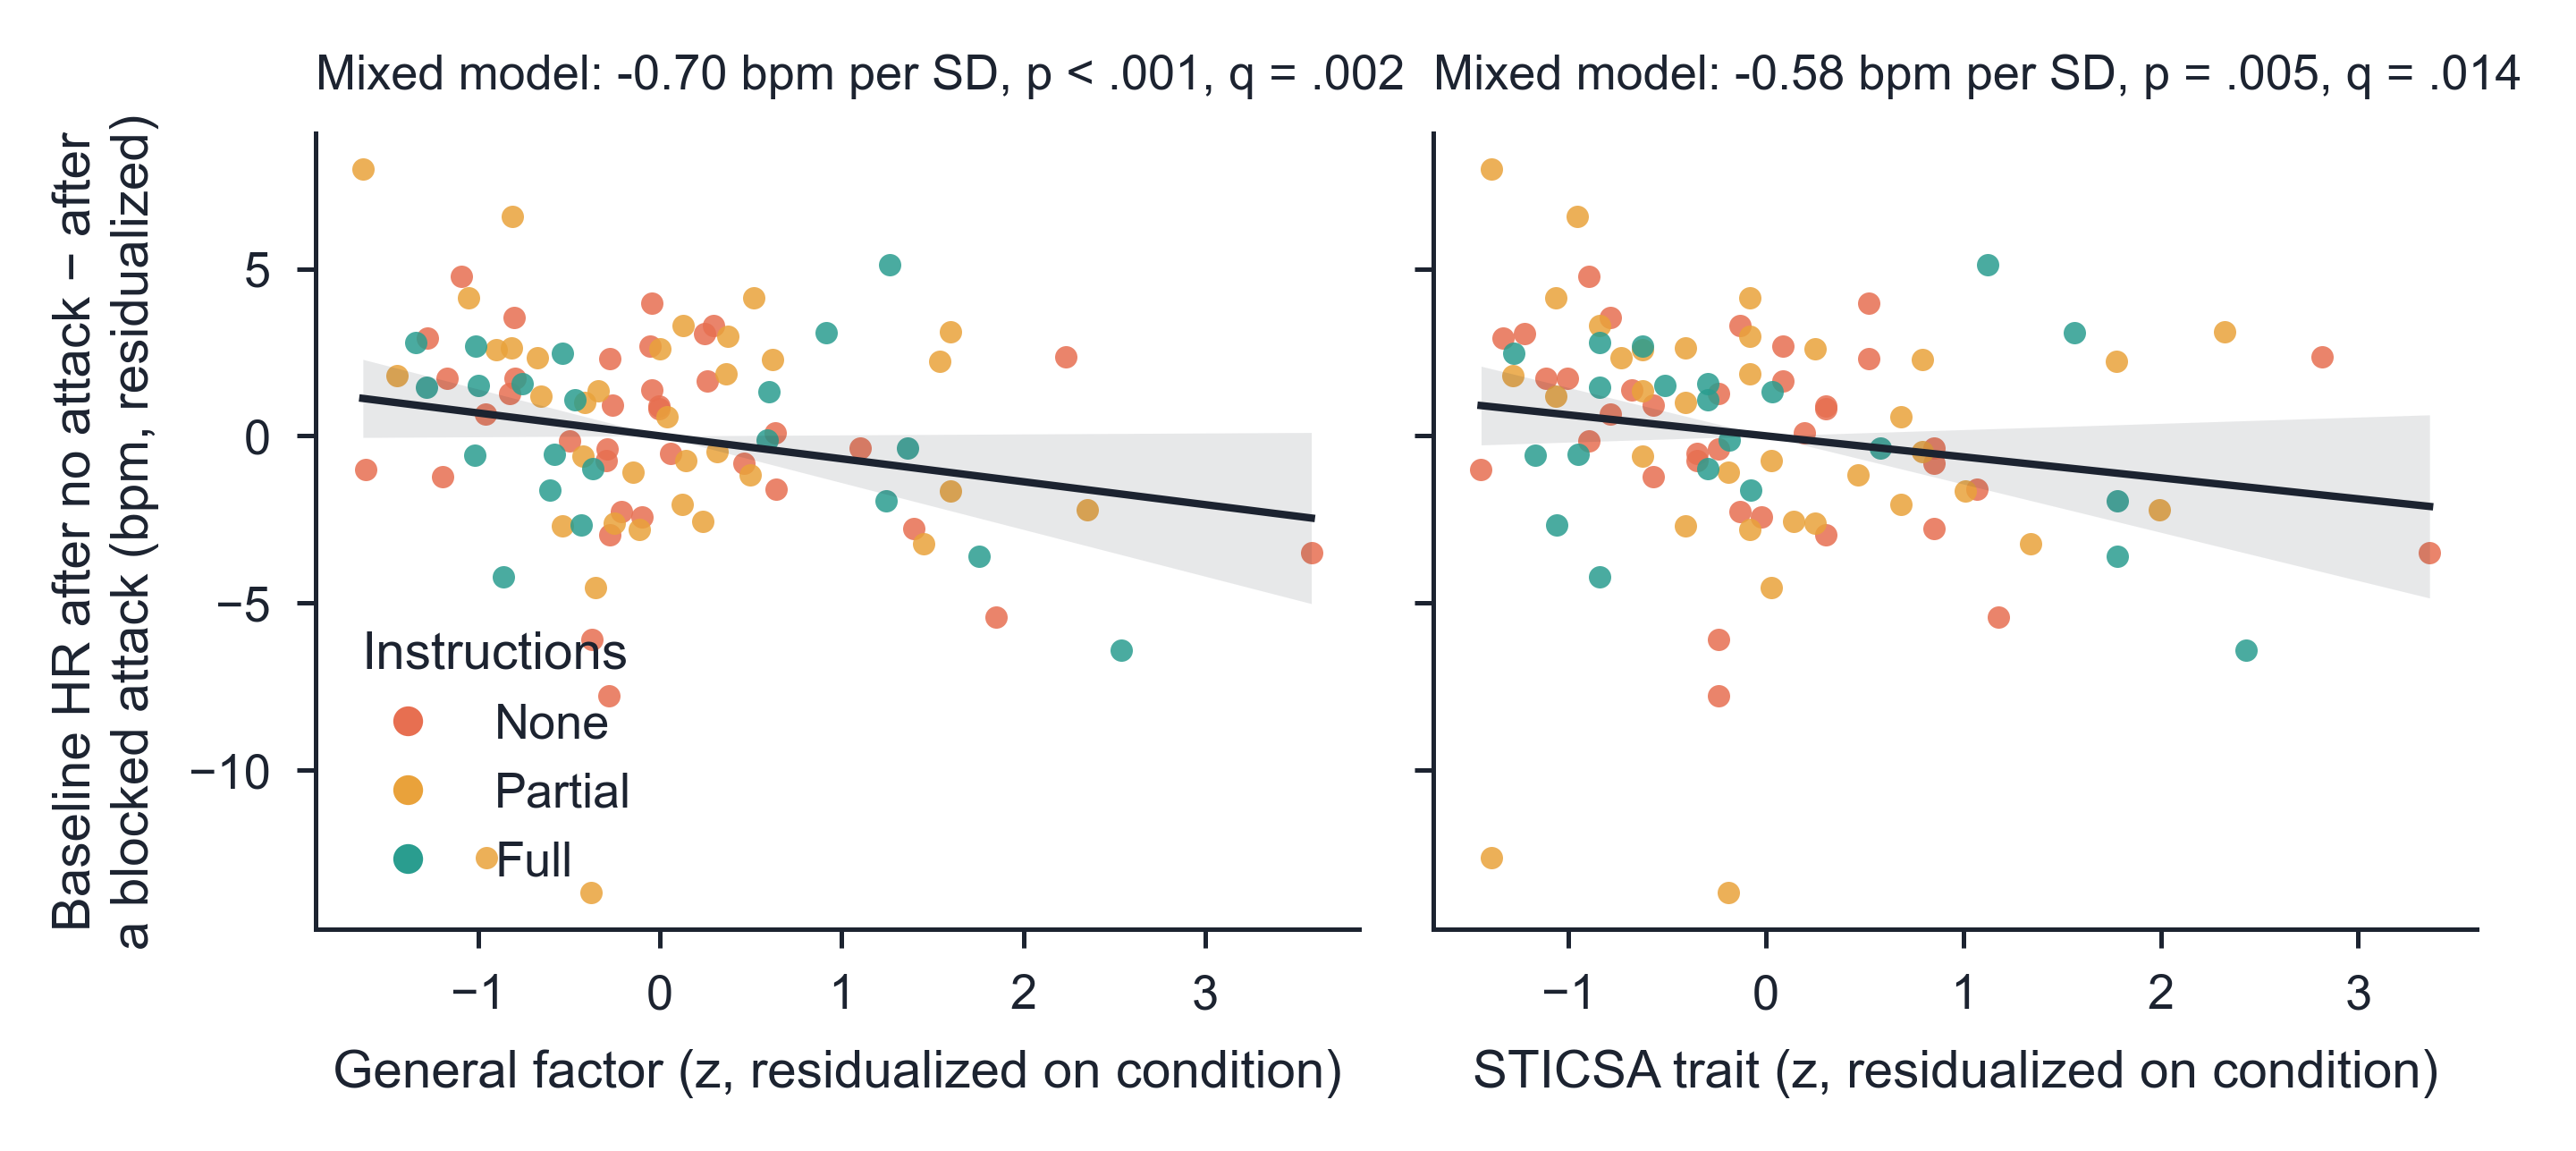 Mixed model: -0.70 bpm per SD, p < .001, q = .002
Mixed model: -0.58 bpm per SD, p = .005, q = .014
Baseline HR after no attack − after
a blocked attack (bpm, residualized)
5
0
−5
−10
Instructions
None
Partial
Full
−1 0 1 2 3
−1 0 1 2 3
General factor (z, residualized on condition)
STICSA trait (z, residualized on condition)